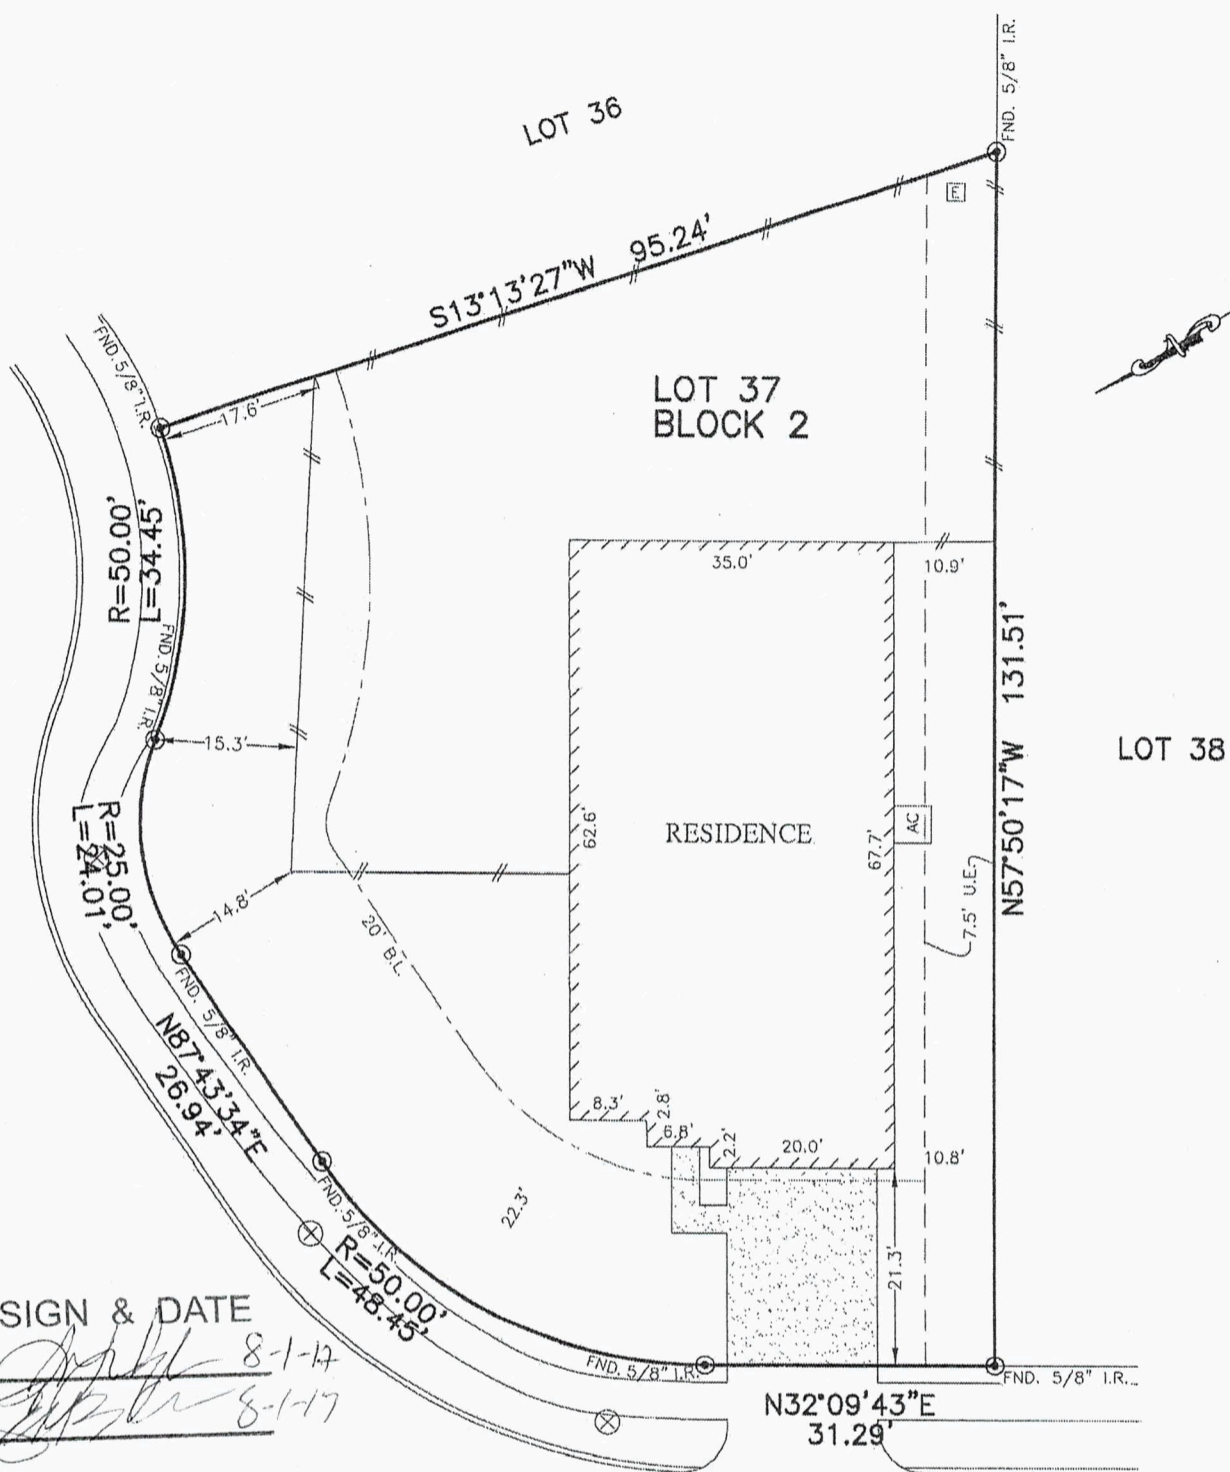 FND. 5/8" I.R.
LOT 36
E
S13°13'27"W 95.24'
FND. 5/8" I.R.
17.6'
LOT 37
BLOCK 2
R=50.00'
L=34.45'
35.0'
10.9'
FND. 5/8" I.R.
15.3'
N57°50'17"W 131.51'
LOT 38
R=25.00'
L=24.01'
62.6'
RESIDENCE
67.7'
AC
7.5' U.E.
14.8'
20' B.L.
FND. 5/8" I.R.
N87°43'34"E
26.94'
8.3'
2.8'
6.8'
2.2'
20.0'
10.8'
FND. 5/8" I.R.
22.3'
R=50.00'
L=48.45'
21.3'
SIGN & DATE
8-1-17
8-1-17
FND. 5/8" I.R.
FND. 5/8" I.R.
N32°09'43"E
31.29'